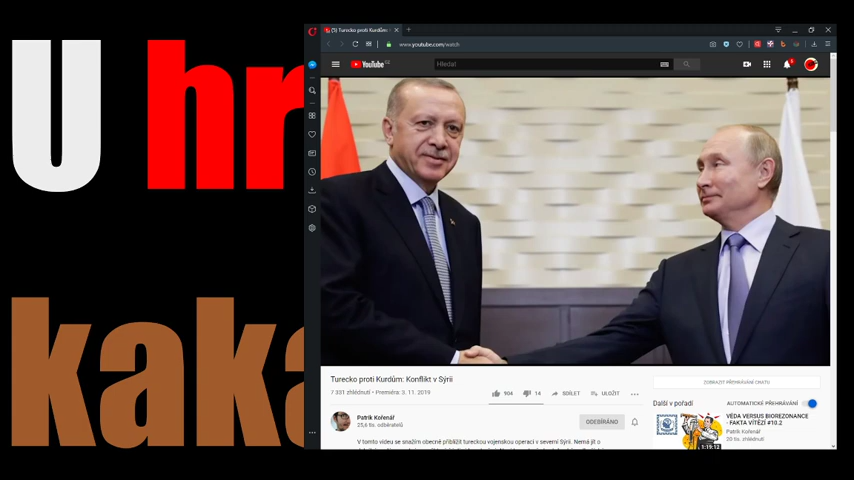 U hr
kaka
(5) Turecko proti Kurdům:
www.youtube.com/watch
YouTube CZ
Hledat
Turecko proti Kurdům: Konflikt v Sýrii
7 331 zhlédnutí • Premiéra: 3. 11. 2019
904
14
SDÍLET
ULOŽIT
Patrik Kořenář
25,6 tis. odběratelů
ODEBÍRÁNO
V tomto videu se snažím obecně přiblížit tureckou vojenskou operaci v severní Sýrii. Nemá jít o
ZOBRAZIT PŘEHRÁVÁNÍ CHATU
Další v pořadí
AUTOMATICKÉ PŘEHRÁVÁNÍ
VĚDA VERSUS BIOREZONANCE
- FAKTA VÍTĚZÍ #10.2
Patrik Kořenář
20 tis. zhlédnutí
1:19:12